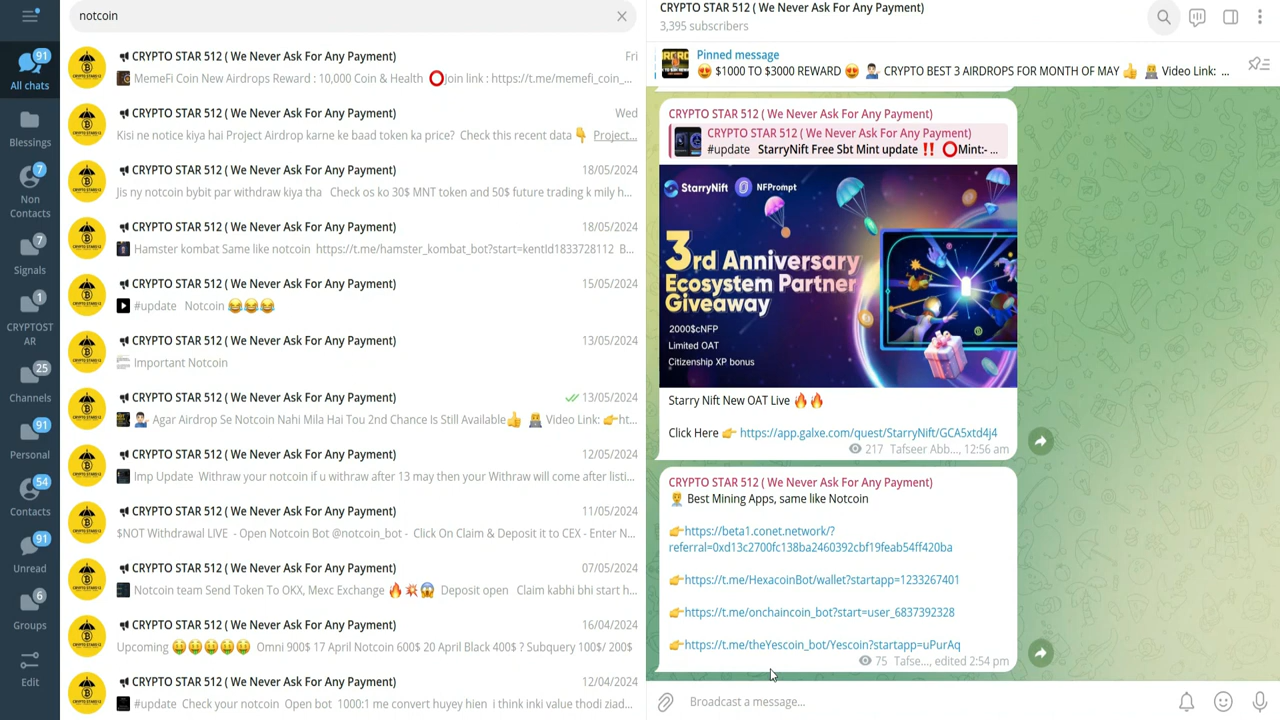 91
All chats
Blessings
7
Non
Contacts
7
Signals
1
CRYPTOST
AR
25
Channels
91
Personal
54
Contacts
91
Unread
6
Groups
Edit
notcoin
CRYPTO STAR 512 ( We Never Ask For Any Payment) Fri
MemeFi Coin New Airdrops Reward : 10,000 Coin & Health ⭕Join link : https://t.me/memefi_coin_...
CRYPTO STAR 512 ( We Never Ask For Any Payment) Wed
Kisi ne notice kiya hai Project Airdrop karne ke baad token ka price? Check this recent data 👇 Project...
CRYPTO STAR 512 ( We Never Ask For Any Payment) 18/05/2024
Jis ny notcoin bybit par withdraw kiya tha Check os ko 30$ MNT token and 50$ future trading k mily h...
CRYPTO STAR 512 ( We Never Ask For Any Payment) 18/05/2024
Hamster kombat Same like notcoin https://t.me/hamster_kombat_bot?start=kentId1833728112 B...
CRYPTO STAR 512 ( We Never Ask For Any Payment) 15/05/2024
#update Notcoin 😂😂😂
CRYPTO STAR 512 ( We Never Ask For Any Payment) 13/05/2024
Important Notcoin
CRYPTO STAR 512 ( We Never Ask For Any Payment) 13/05/2024
Agar Airdrop Se Notcoin Nahi Mila Hai Tou 2nd Chance Is Still Available👍 👨‍💻 Video Link: 👉ht...
CRYPTO STAR 512 ( We Never Ask For Any Payment) 12/05/2024
Imp Update Withraw your notcoin if u withraw after 13 may then your Withraw will come after listi...
CRYPTO STAR 512 ( We Never Ask For Any Payment) 11/05/2024
$NOT Withdrawal LIVE - Open Notcoin Bot @notcoin_bot - Click On Claim & Deposit it to CEX - Enter N...
CRYPTO STAR 512 ( We Never Ask For Any Payment) 07/05/2024
Notcoin team Send Token To OKX, Mexc Exchange 🔥💥😱 Deposit open Claim kabhi bhi start h...
CRYPTO STAR 512 ( We Never Ask For Any Payment) 16/04/2024
Upcoming 🤑🤑🤑🤑🤑 Omni 900$ 17 April Notcoin 600$ 20 April Black 400$ ? Subquery 100$/ 200$
CRYPTO STAR 512 ( We Never Ask For Any Payment) 12/04/2024
#update Check your notcoin Open bot 1000:1 me convert huyey hien i think inki value thodi ziad...
CRYPTO STAR 512 ( We Never Ask For Any Payment)
3,395 subscribers
Pinned message
😍 $1000 TO $3000 REWARD 😍 💁🏻‍♂️ CRYPTO BEST 3 AIRDROPS FOR MONTH OF MAY 👍 👨‍💻 Video Link: ...
CRYPTO STAR 512 ( We Never Ask For Any Payment)
CRYPTO STAR 512 ( We Never Ask For Any Payment)
#update StarryNift Free Sbt Mint update ‼️ ⭕Mint:- ...
StarryNift NFPrompt
3rd Anniversary
Ecosystem Partner
Giveaway
2000$cNFP
Limited OAT
Citizenship XP bonus
Starry Nift New OAT Live 🔥🔥
Click Here 👉 https://app.galxe.com/quest/StarryNift/GCA5xtd4j4
217 Tafseer Abb..., 12:56 am
CRYPTO STAR 512 ( We Never Ask For Any Payment)
👨‍💼 Best Mining Apps, same like Notcoin
👉https://beta1.conet.network/?
referral=0xd13c2700fc138ba2460392cbf19feab54ff420ba
👉https://t.me/HexacoinBot/wallet?startapp=1233267401
👉https://t.me/onchaincoin_bot?start=user_6837392328
👉https://t.me/theYescoin_bot/Yescoin?startapp=uPurAq
75 Tafse..., edited 2:54 pm
Broadcast a message...